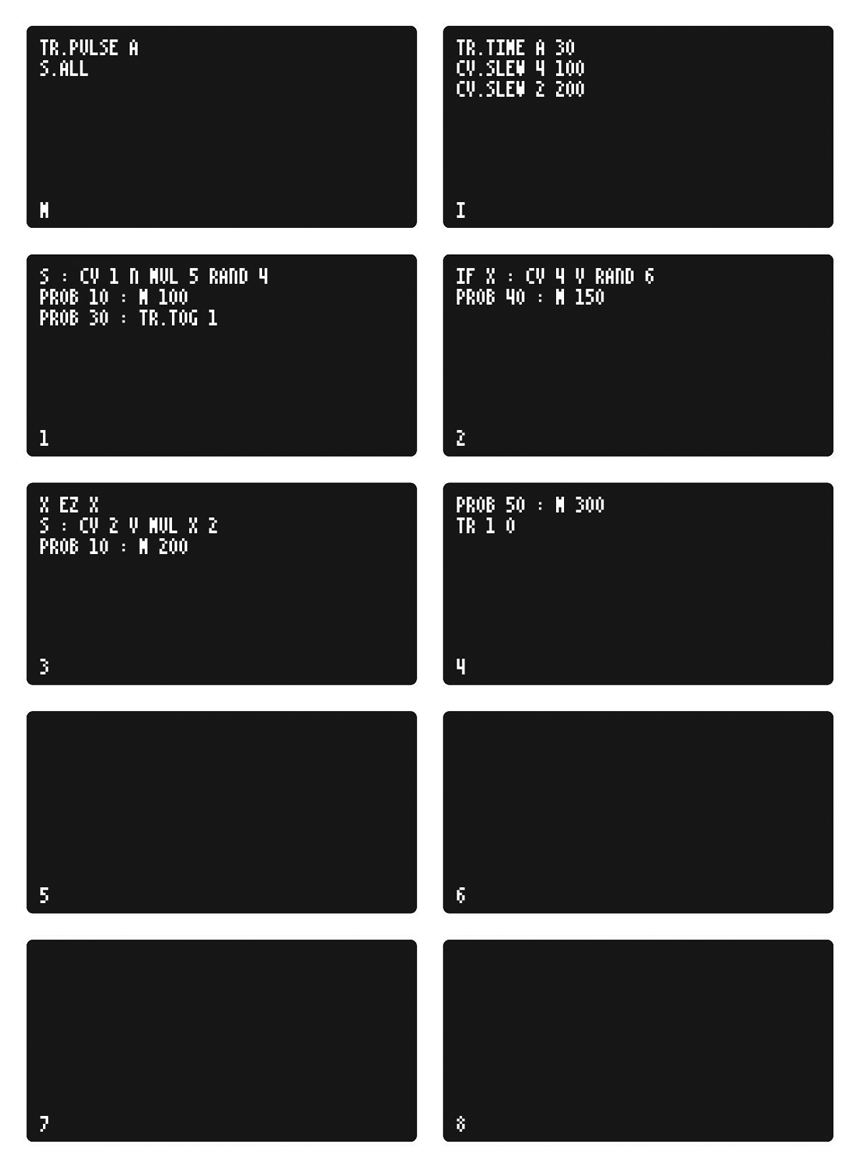 TR.PULSE A
S.ALL
M
TR.TIME A 30
CV.SLEW 4 100
CV.SLEW 2 200
I
S : CV 1 N MUL 5 RAND 4
PROB 10 : M 100
PROB 30 : TR.TOG 1
1
IF X : CV 4 V RAND 6
PROB 40 : M 150
2
X EZ X
S : CV 2 V MUL X 2
PROB 10 : M 200
3
PROB 50 : M 300
TR 1 0
4
5
6
7
8